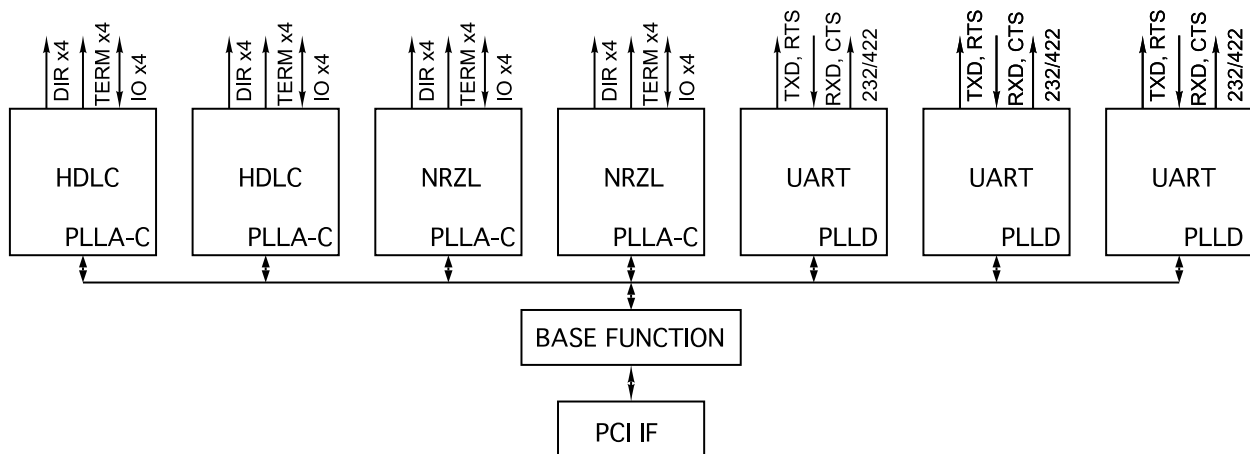 DIR x4
TERM x4
IO x4
DIR x4
TERM x4
IO x4
DIR x4
TERM x4
IO x4
DIR x4
TERM x4
IO x4
TXD, RTS
RXD, CTS
232/422
TXD, RTS
RXD, CTS
232/422
TXD, RTS
RXD, CTS
232/422
HDLC
PLLA-C
HDLC
PLLA-C
NRZL
PLLA-C
NRZL
PLLA-C
UART
PLLD
UART
PLLD
UART
PLLD
BASE FUNCTION
PCI IF